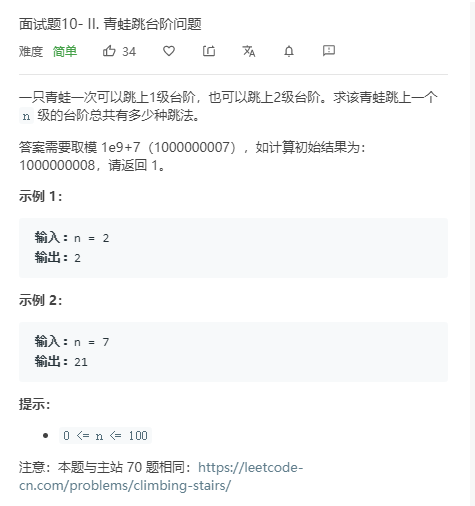 面试题10- II. 青蛙跳台阶问题
难度 简单 34
一只青蛙一次可以跳上1级台阶，也可以跳上2级台阶。求该青蛙跳上一个
n 级的台阶总共有多少种跳法。
答案需要取模 1e9+7（1000000007），如计算初始结果为：
1000000008，请返回 1。
示例 1：
输入：n = 2
输出：2
示例 2：
输入：n = 7
输出：21
提示：
0 <= n <= 100
注意：本题与主站 70 题相同：https://leetcode-
cn.com/problems/climbing-stairs/